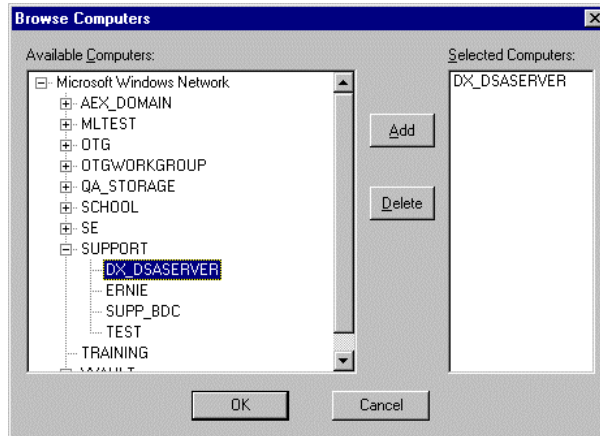 Browse Computers
Available Computers:
Selected Computers:
Microsoft Windows Network
DX_DSASERVER
AEX_DOMAIN
MLTEST
Add
OTG
OTGWORKGROUP
QA_STORAGE
Delete
SCHOOL
SE
SUPPORT
DX_DSASERVER
ERNIE
SUPP_BDC
TEST
TRAINING
OK
Cancel